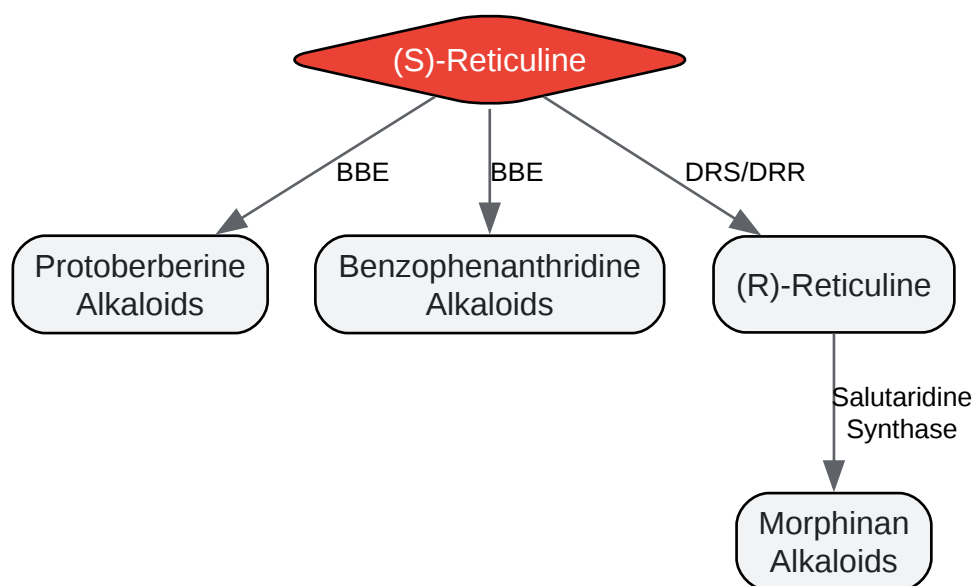 (S)-Reticuline
BBE
BBE
DRS/DRR
Protoberberine
Alkaloids
Benzophenanthridine
Alkaloids
(R)-Reticuline
Salutaridine
Synthase
Morphinan
Alkaloids